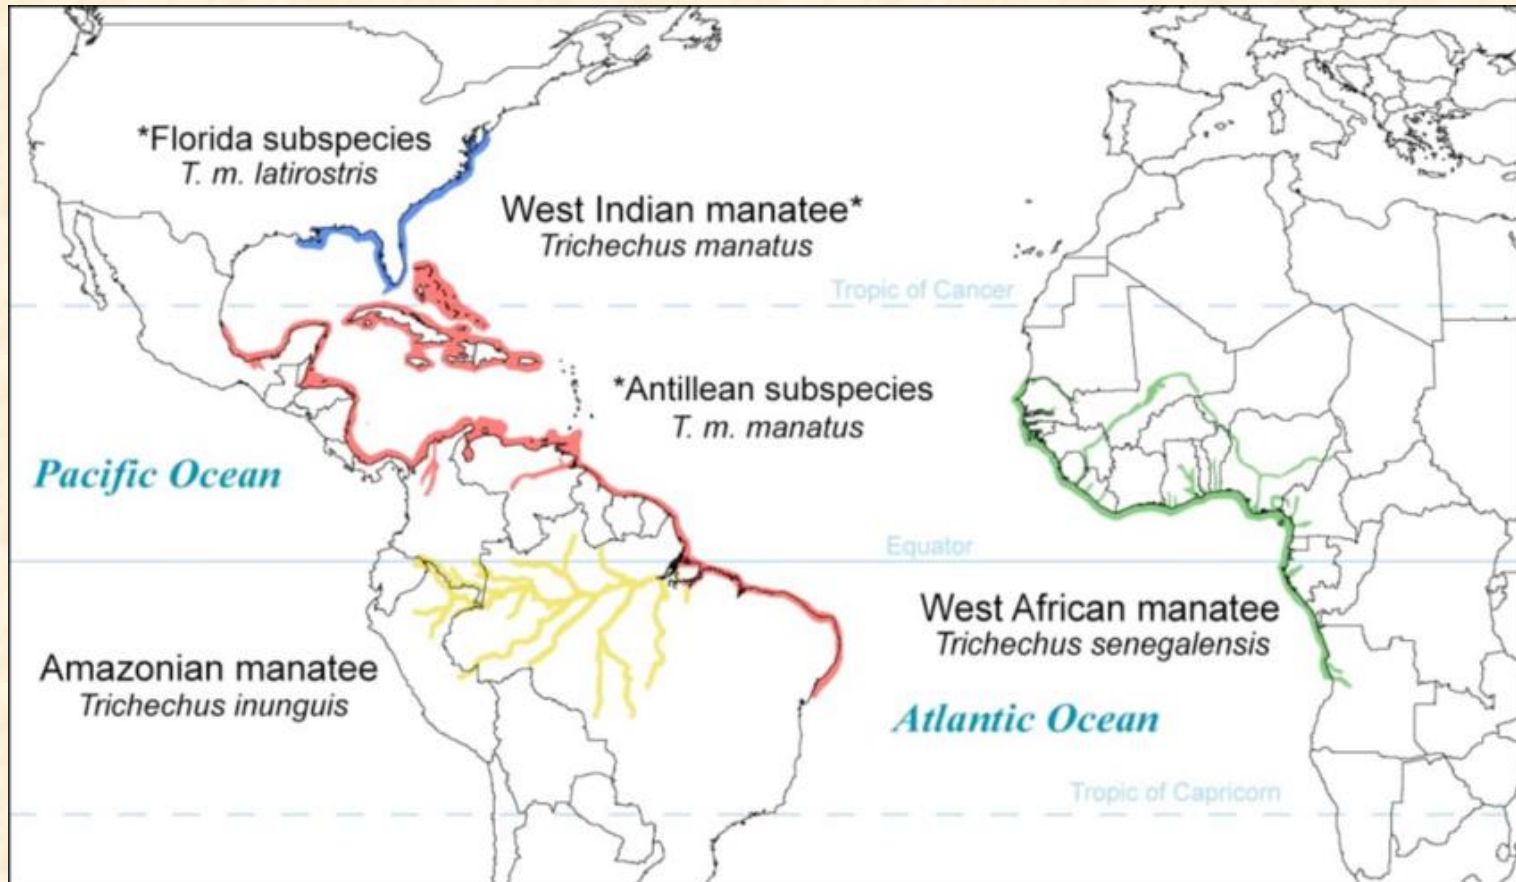 *Florida subspecies
T. m. latirostris
West Indian manatee*
Trichechus manatus
Tropic of Cancer
*Antillean subspecies
T. m. manatus
Pacific Ocean
Equator
West African manatee
Trichechus senegalensis
Amazonian manatee
Trichechus inunguis
Atlantic Ocean
Tropic of Capricorn